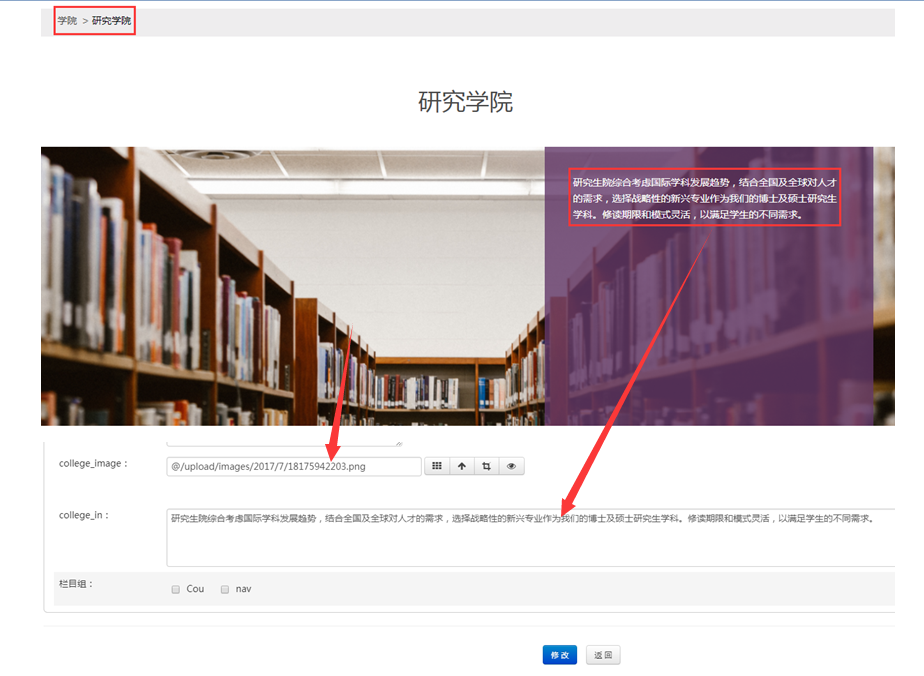 学院 > 研究学院
研究学院
研究生院综合考虑国际学科发展趋势，结合全国及全球对人才
的需求，选择战略性的新兴专业作为我们的博士及硕士研究生
学科。修读期限和模式灵活，以满足学生的不同需求。
college_image：
@/upload/images/2017/7/18175942203.png
college_in：
研究生院综合考虑国际学科发展趋势，结合全国及全球对人才的需求，选择战略性的新兴专业作为我们的博士及硕士研究生学科。修读期限和模式灵活，以满足学生的不同需求。
栏目组：
Cou nav
修改 返回